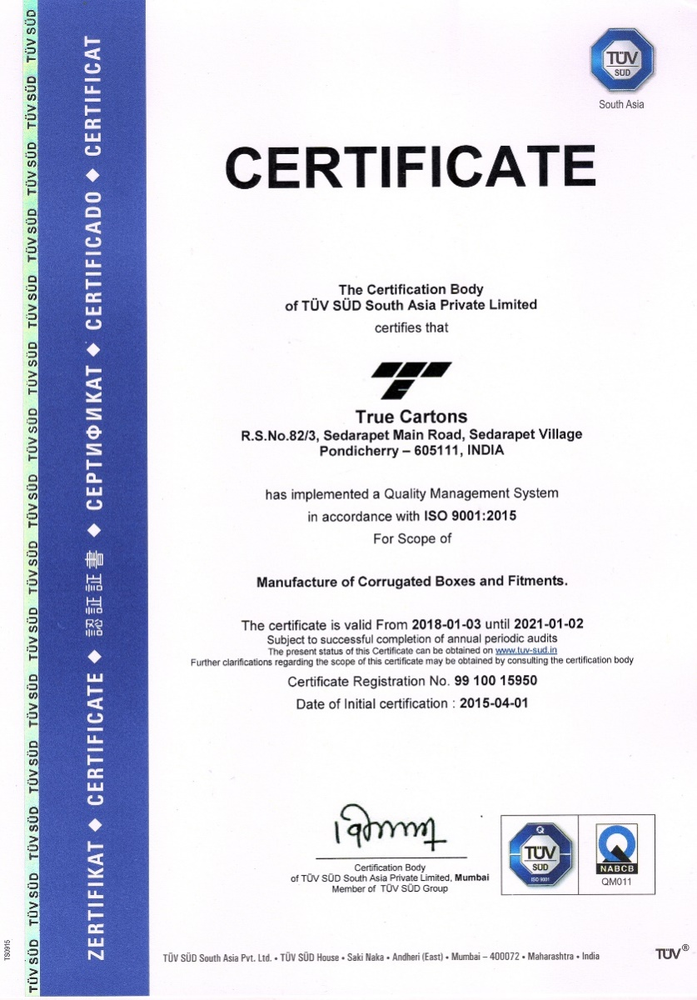 TÜV SÜD TÜV SÜD TÜV SÜD TÜV SÜD TÜV SÜD TÜV SÜD TÜV SÜD TÜV SÜD TÜV SÜD TÜV SÜD TÜV SÜD TÜV SÜD TÜV SÜD TÜV SÜD TÜV SÜD
ZERTIFIKAT ◆ CERTIFICATE ◆ 認証証書 ◆ СЕРТИФИКАТ ◆ CERTIFICADO ◆ CERTIFICAT
TÜV
SÜD
South Asia
CERTIFICATE
The Certification Body
of TÜV SÜD South Asia Private Limited
certifies that
True Cartons
R.S.No.82/3, Sedarapet Main Road, Sedarapet Village
Pondicherry – 605111, INDIA
has implemented a Quality Management System
in accordance with ISO 9001:2015
For Scope of
Manufacture of Corrugated Boxes and Fitments.
The certificate is valid From 2018-01-03 until 2021-01-02
Subject to successful completion of annual periodic audits
The present status of this Certificate can be obtained on www.tuv-sud.in
Further clarifications regarding the scope of this certificate may be obtained by consulting the certification body
Certificate Registration No. 99 100 15950
Date of Initial certification : 2015-04-01
Certification Body
of TÜV SÜD South Asia Private Limited, Mumbai
Member of TÜV SÜD Group
Q
TÜV
SÜD
ISO 9001
NABCB
QM011
TS0915
TÜV SÜD South Asia Pvt. Ltd. • TÜV SÜD House • Saki Naka • Andheri (East) • Mumbai – 400072 • Maharashtra • India
TÜV®